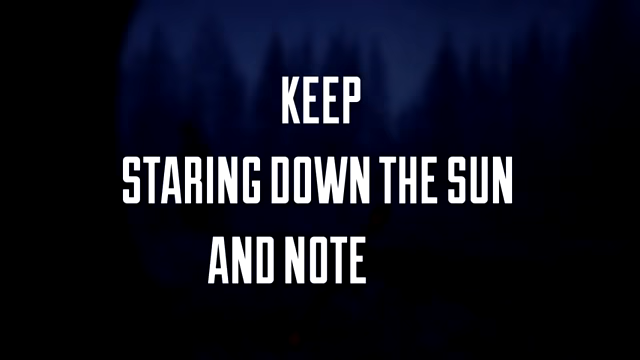 KEEP
STARING DOWN THE SUN
AND NOTE